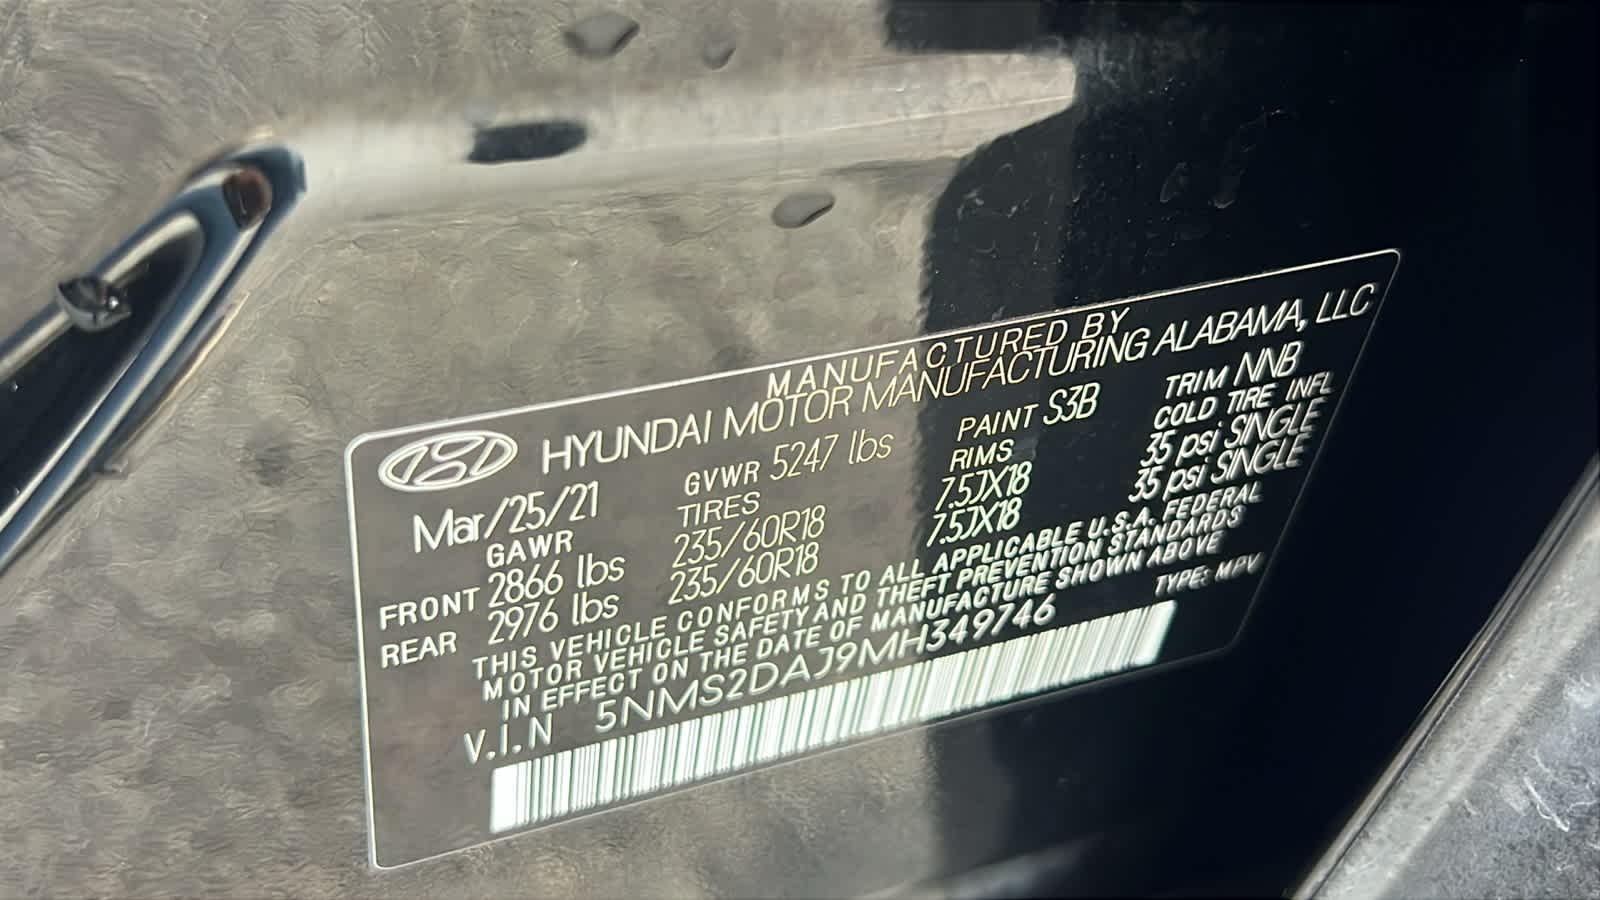 MANUFACTURED BY
HYUNDAI MOTOR MANUFACTURING ALABAMA, LLC
Mar/25/21 GVWR 5247 lbs PAINT S3B TRIM NNB
GAWR TIRES RIMS COLD TIRE INFL
FRONT 2866 lbs 235/60R18 7.5JX18 35 psi SINGLE
REAR 2976 lbs 235/60R18 7.5JX18 35 psi SINGLE
THIS VEHICLE CONFORMS TO ALL APPLICABLE U.S.A. FEDERAL
MOTOR VEHICLE SAFETY AND THEFT PREVENTION STANDARDS
IN EFFECT ON THE DATE OF MANUFACTURE SHOWN ABOVE
V.I.N 5NMS2DAJ9MH349746 TYPE: M.P.V